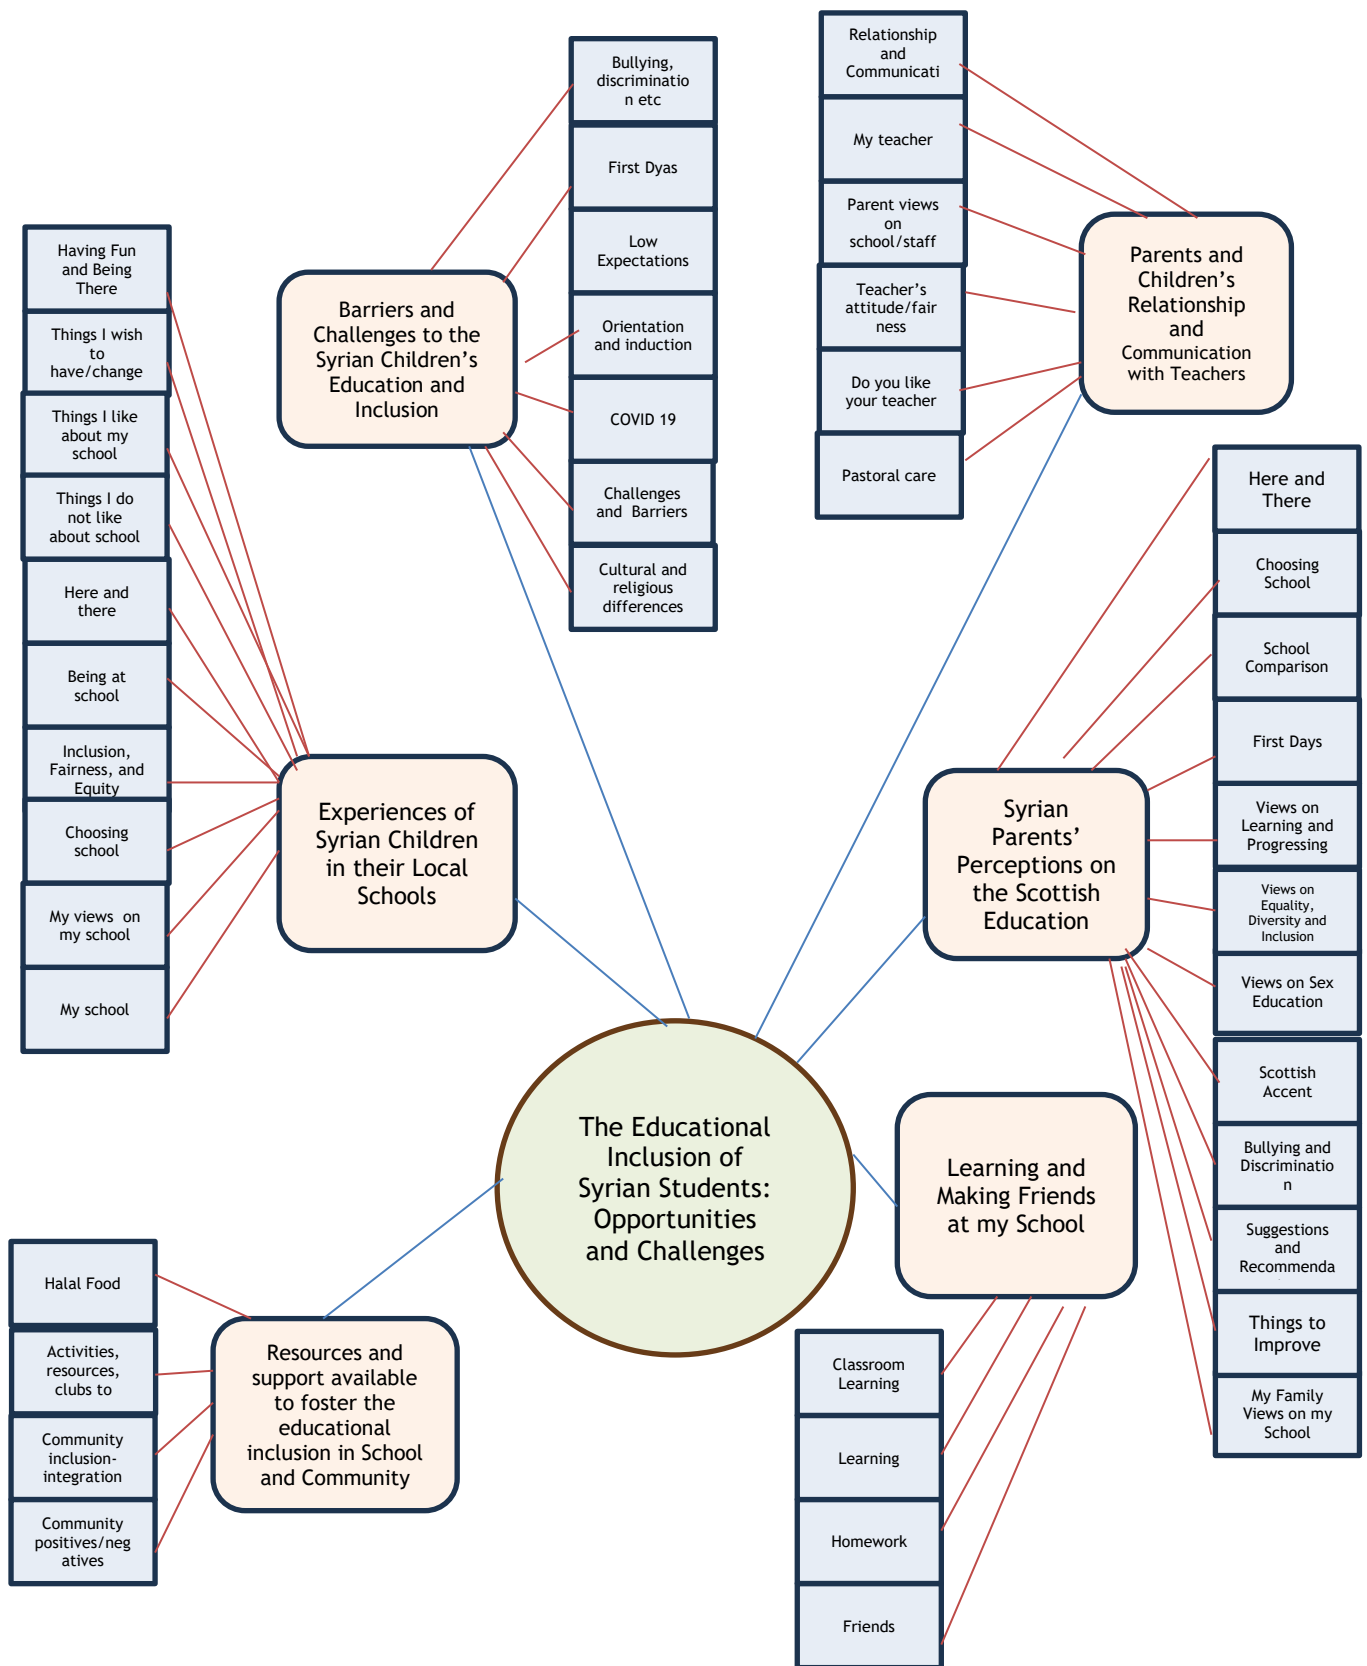 Bullying,
discriminatio
n etc
First Dyas
Low
Expectations
Orientation
and induction
COVID 19
Challenges
and Barriers
Cultural and
religious
differences
Barriers and
Challenges to the
Syrian Children's
Education and
Inclusion
Relationship
and
Communicati
My teacher
Parent views
on
school/staff
Teacher's
attitude/fair
ness
Do you like
your teacher
Pastoral care
Parents and
Children's
Relationship
and
Communication
with Teachers
Having Fun
and Being
There
Things I wish
to
have/change
Things I like
about my
school
Things I do
not like
about school
Here and
there
Being at
school
Inclusion,
Fairness, and
Equity
Choosing
school
My views on
my school
My school
Experiences of
Syrian Children
in their Local
Schools
Here and
There
Choosing
School
School
Comparison
First Days
Views on
Learning and
Progressing
Views on
Equality,
Diversity and
Inclusion
Views on Sex
Education
Scottish
Accent
Bullying and
Discriminatio
n
Suggestions
and
Recommenda
Things to
Improve
My Family
Views on my
School
Syrian
Parents'
Perceptions on
the Scottish
Education
The Educational
Inclusion of
Syrian Students:
Opportunities
and Challenges
Learning and
Making Friends
at my School
Classroom
Learning
Learning
Homework
Friends
Halal Food
Activities,
resources,
clubs to
Community
inclusion-
integration
Community
positives/neg
atives
Resources and
support available
to foster the
educational
inclusion in School
and Community